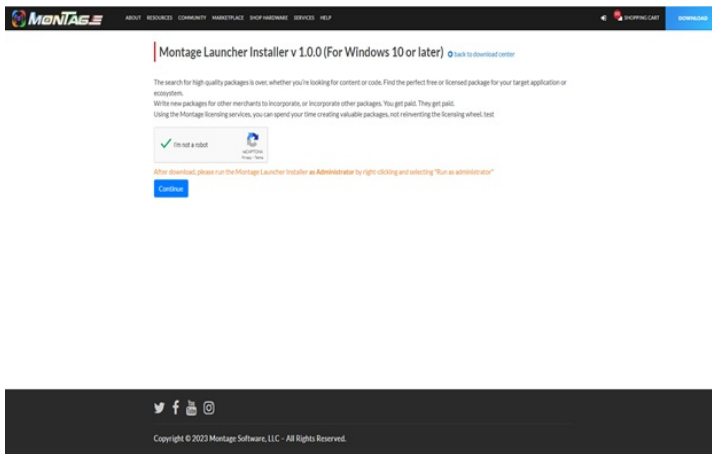 MONTAGE
ABOUT RESOURCES COMMUNITY MARKETPLACE SHOP HARDWARE SERVICES HELP
SHOPPING CART
DOWNLOAD
Montage Launcher Installer v 1.0.0 (For Windows 10 or later) back to download center
The search for high quality packages is over, whether you're looking for content or code. Find the perfect free or licensed package for your target application or
ecosystem.
Write new packages for other merchants to incorporate, or incorporate other packages. You get paid. They get paid.
Using the Montage licensing services, you can spend your time creating valuable packages, not reinventing the licensing wheel. test
I'm not a robot
reCAPTCHA
Privacy - Terms
After download, please run the Montage Launcher Installer as Administrator by right-clicking and selecting "Run as administrator"
Continue
You
Tube
Copyright © 2023 Montage Software, LLC – All Rights Reserved.